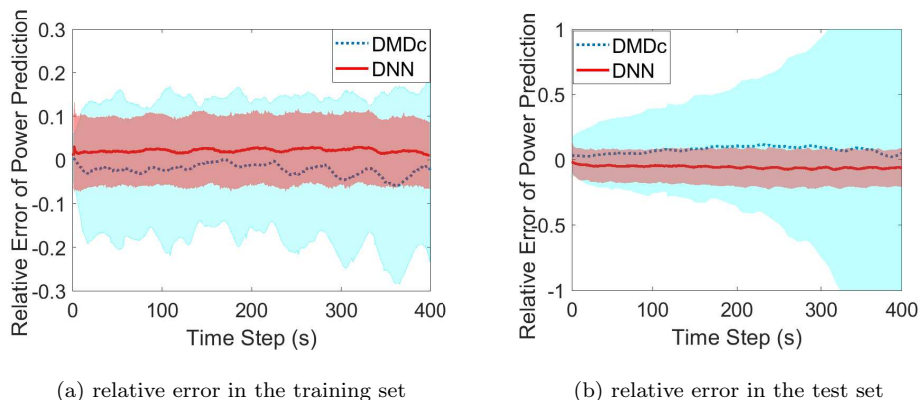 Relative Error of Power Prediction
0.3
0.2
0.1
0
-0.1
-0.2
-0.3
DMDc
DNN
0 100 200 300 400
Time Step (s)
(a) relative error in the training set
Relative Error of Power Prediction
1
0.5
0
-0.5
-1
DMDc
DNN
0 100 200 300 400
Time Step (s)
(b) relative error in the test set